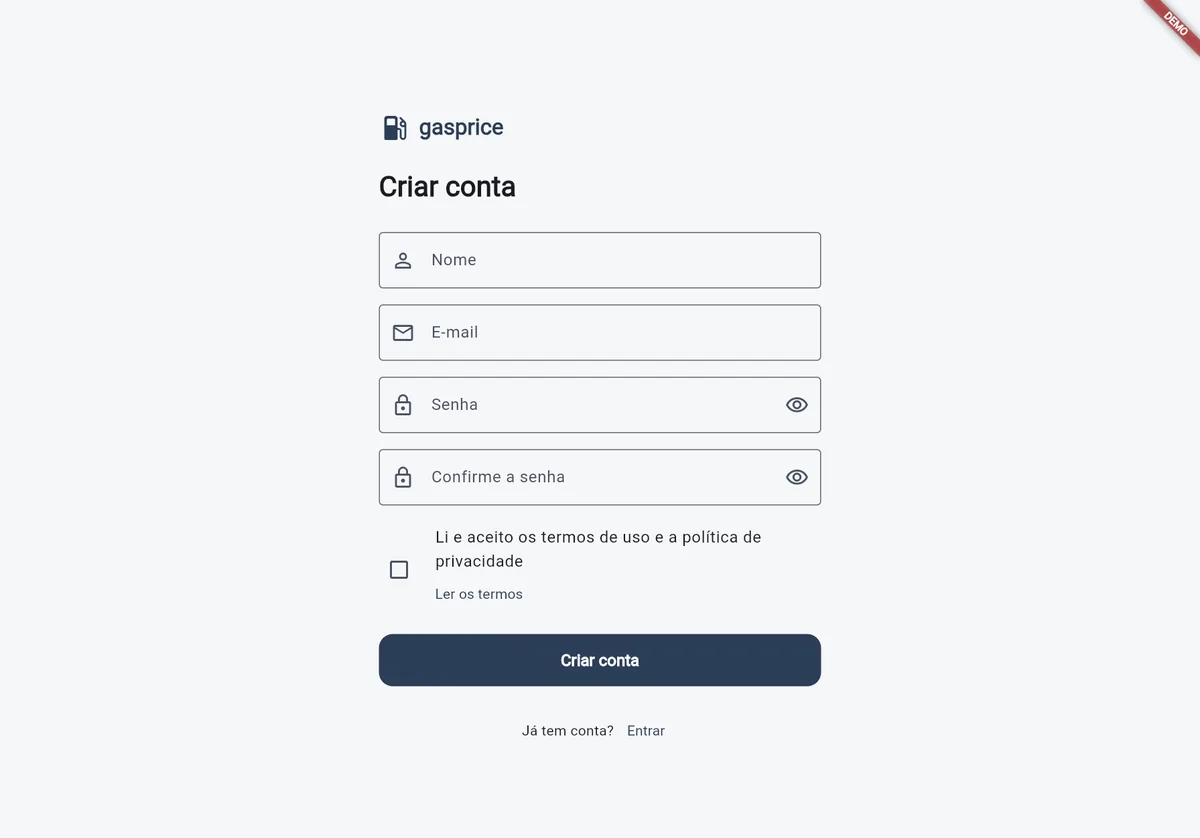 DEMO
gasprice
Criar conta
Nome
E-mail
Senha
Confirme a senha
Li e aceito os termos de uso e a política de
privacidade
Ler os termos
Criar conta
Já tem conta? Entrar